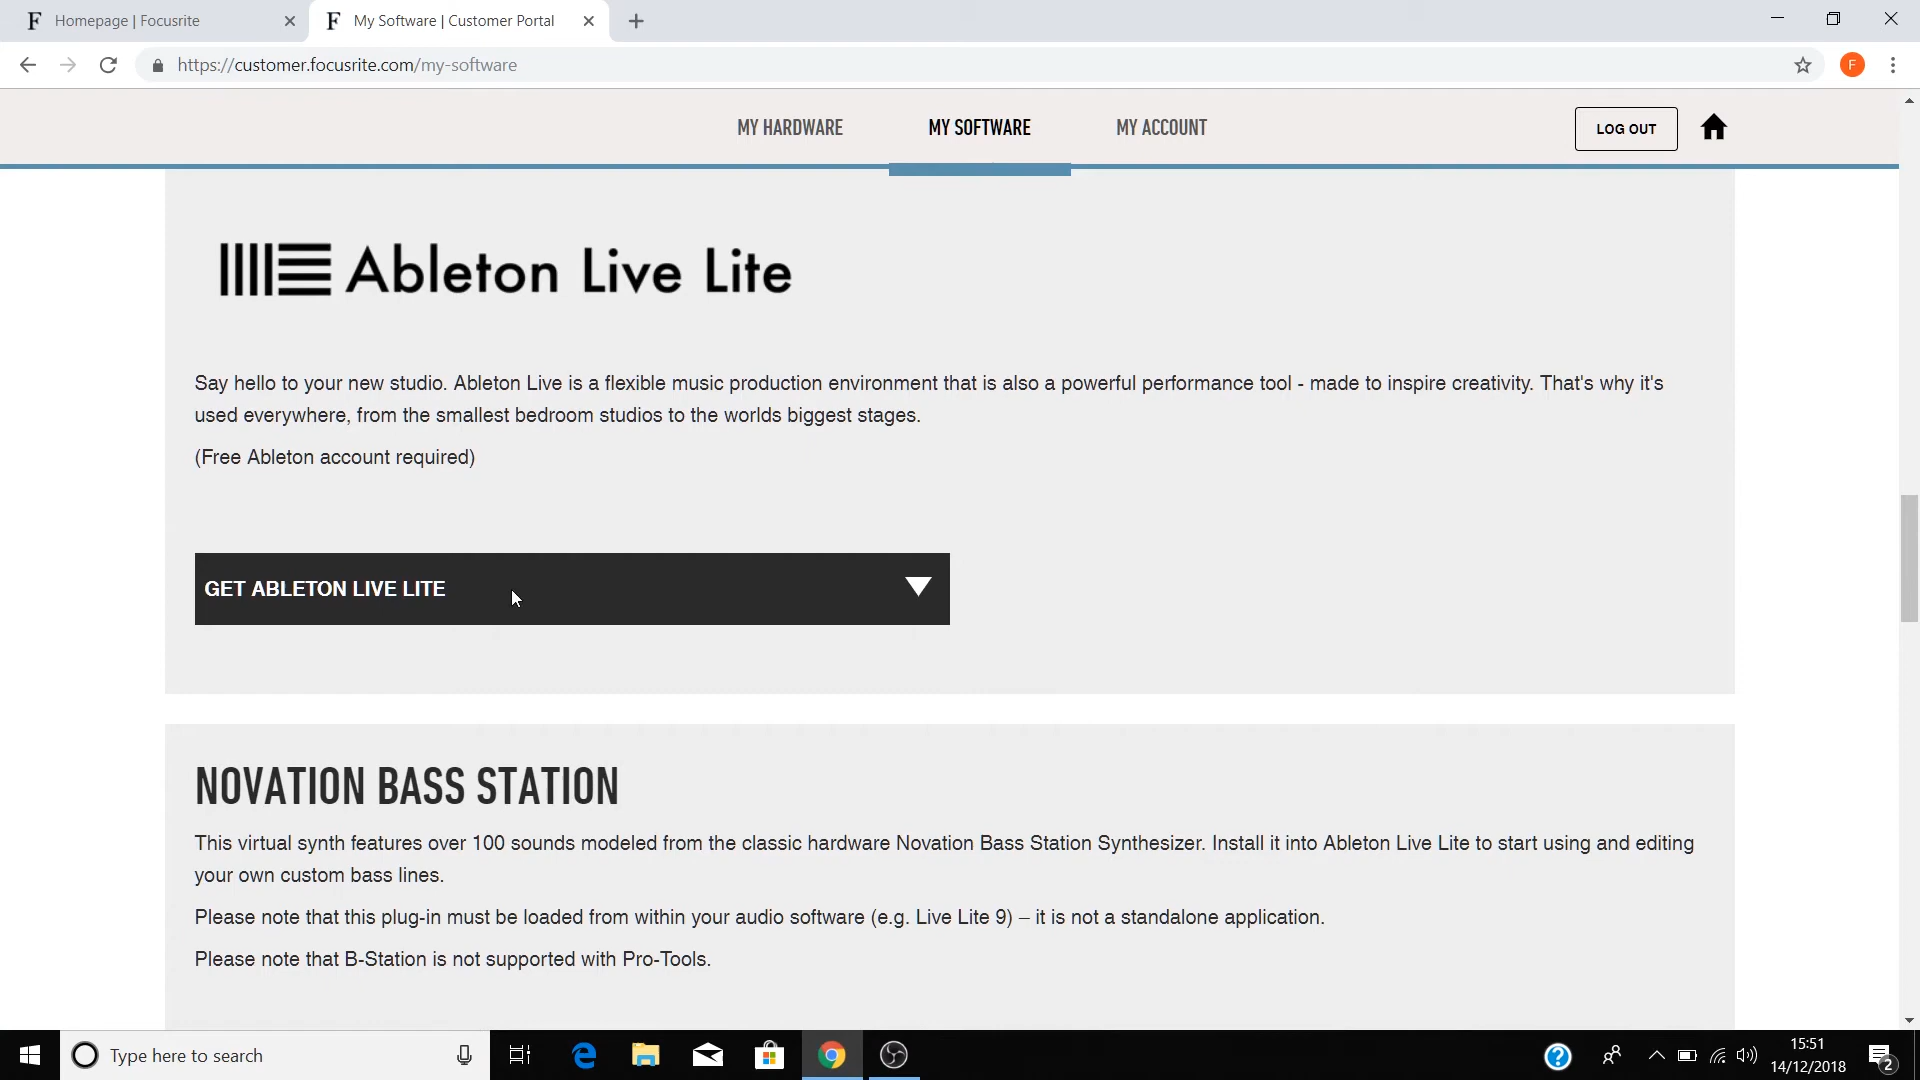 Homepage | Focusrite
My Software | Customer Portal
https://customer.focusrite.com/my-software
F
MY HARDWARE
MY SOFTWARE
MY ACCOUNT
LOG OUT
Ableton Live Lite
Say hello to your new studio. Ableton Live is a flexible music production environment that is also a powerful performance tool - made to inspire creativity. That's why it's
used everywhere, from the smallest bedroom studios to the worlds biggest stages.
(Free Ableton account required)
GET ABLETON LIVE LITE
NOVATION BASS STATION
This virtual synth features over 100 sounds modeled from the classic hardware Novation Bass Station Synthesizer. Install it into Ableton Live Lite to start using and editing
your own custom bass lines.
Please note that this plug-in must be loaded from within your audio software (e.g. Live Lite 9) – it is not a standalone application.
Please note that B-Station is not supported with Pro-Tools.
Type here to search
15:51
14/12/2018
2